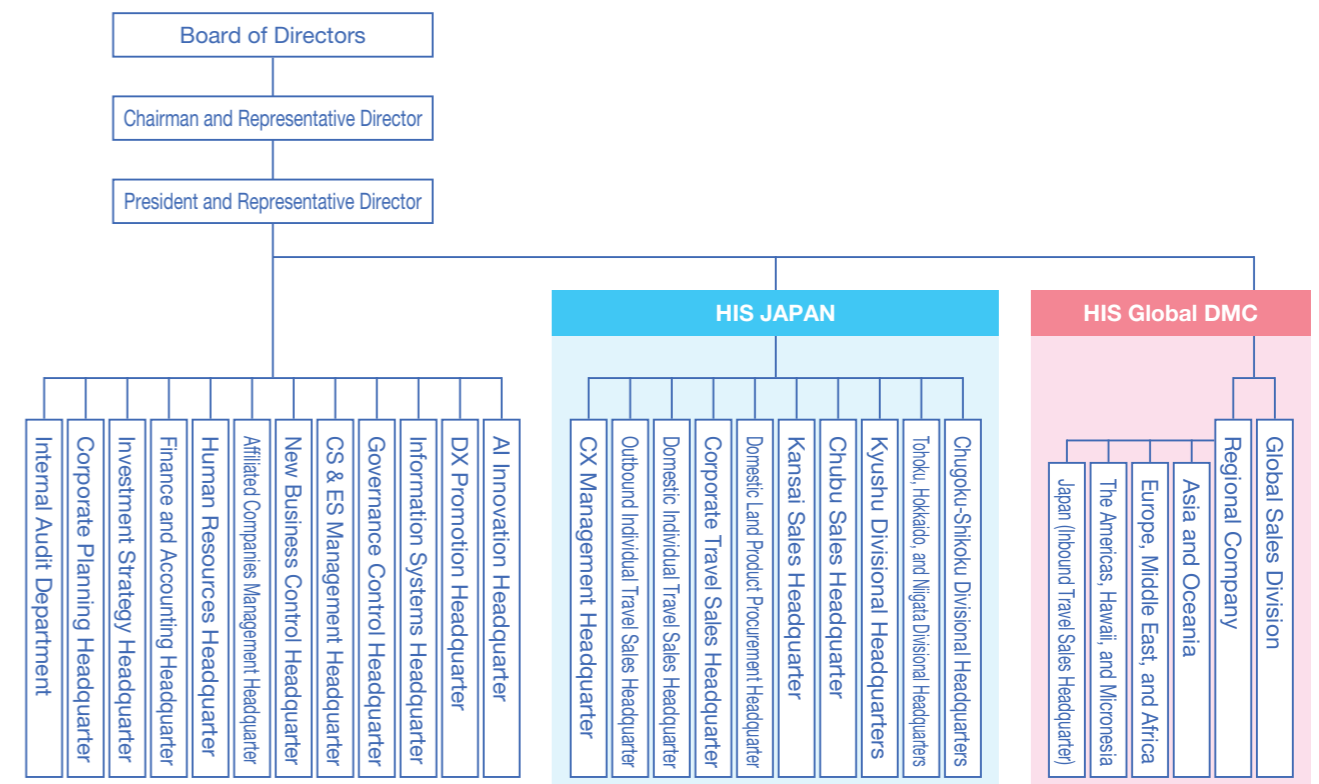 Board of Directors
Chairman and Representative Director
President and Representative Director
HIS JAPAN
HIS Global DMC
Internal Audit Department
Corporate Planning Headquarter
Investment Strategy Headquarter
Finance and Accounting Headquarter
Human Resources Headquarter
Affiliated Companies Management Headquarter
New Business Control Headquarter
CS & ES Management Headquarter
Governance Control Headquarter
Information Systems Headquarter
DX Promotion Headquarter
AI Innovation Headquarter
CX Management Headquarter
Outbound Individual Travel Sales Headquarter
Domestic Individual Travel Sales Headquarter
Corporate Travel Sales Headquarter
Domestic Land Product Procurement Headquarter
Kansai Sales Headquarter
Chubu Sales Headquarter
Kyushu Divisional Headquarters
Tohoku, Hokkaido, and Niigata Divisional Headquarters
Chugoku-Shikoku Divisional Headquarters
Japan (Inbound Travel Sales Headquarter)
The Americas, Hawaii, and Micronesia
Europe, Middle East, and Africa
Asia and Oceania
Regional Company
Global Sales Division